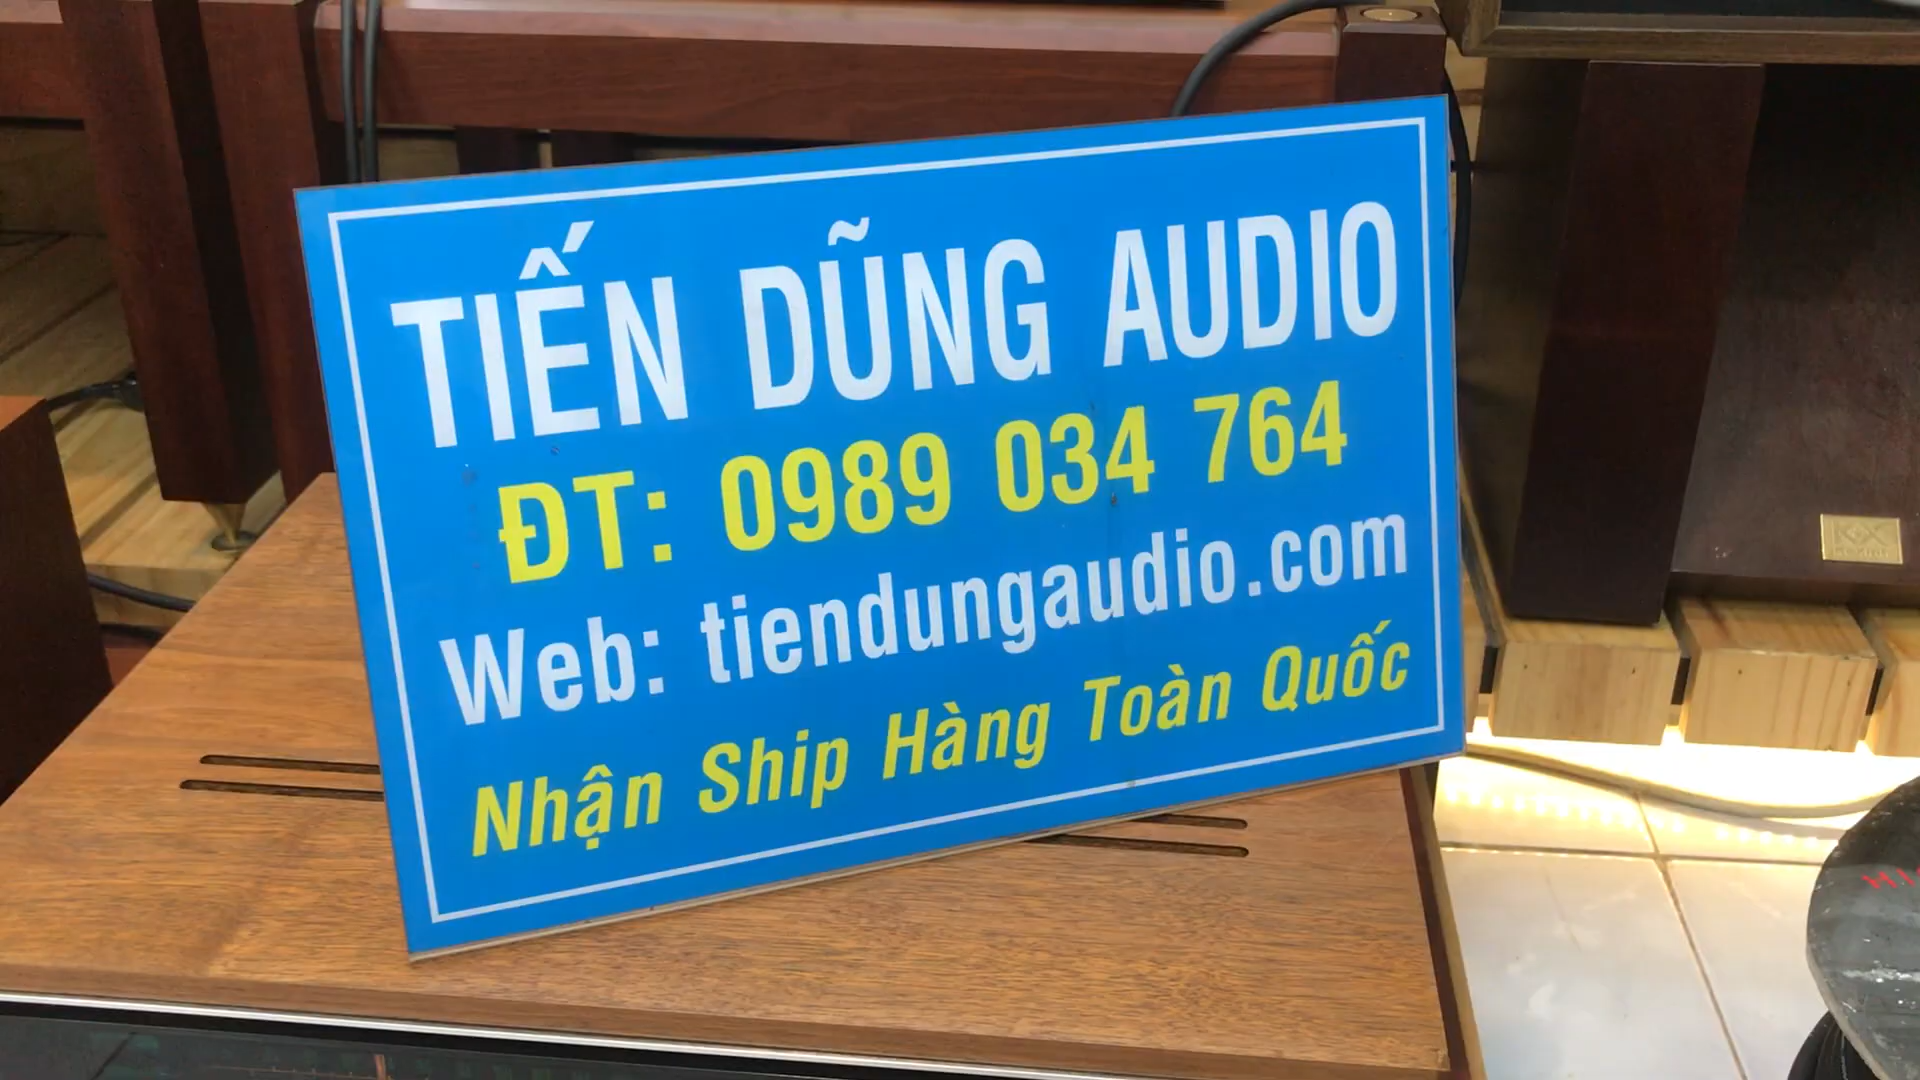 TIẾN DŨNG AUDIO
ĐT: 0989 034 764
Web: tiendungaudio.com
Nhận Ship Hàng Toàn Quốc